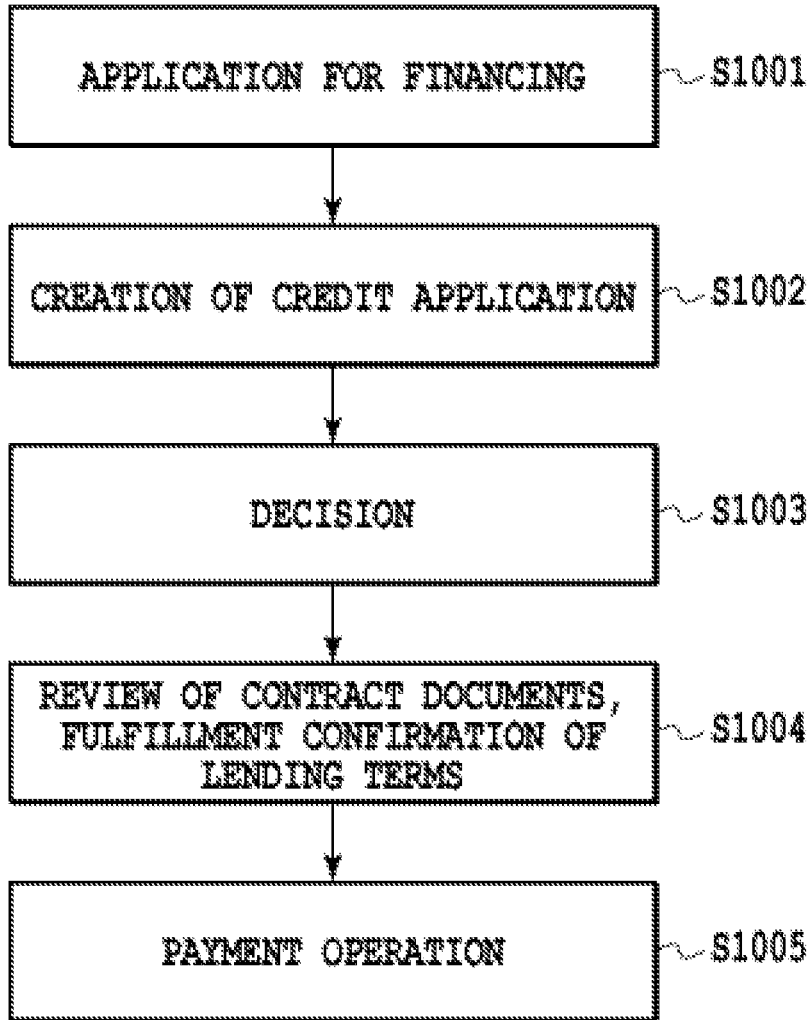 APPLICATION FOR FINANCING
S1001
CREATION OF CREDIT APPLICATION
S1002
DECISION
S1003
REVIEW OF CONTRACT DOCUMENTS,
FULFILLMENT CONFIRMATION OF
LENDING TERMS
S1004
PAYMENT OPERATION
S1005